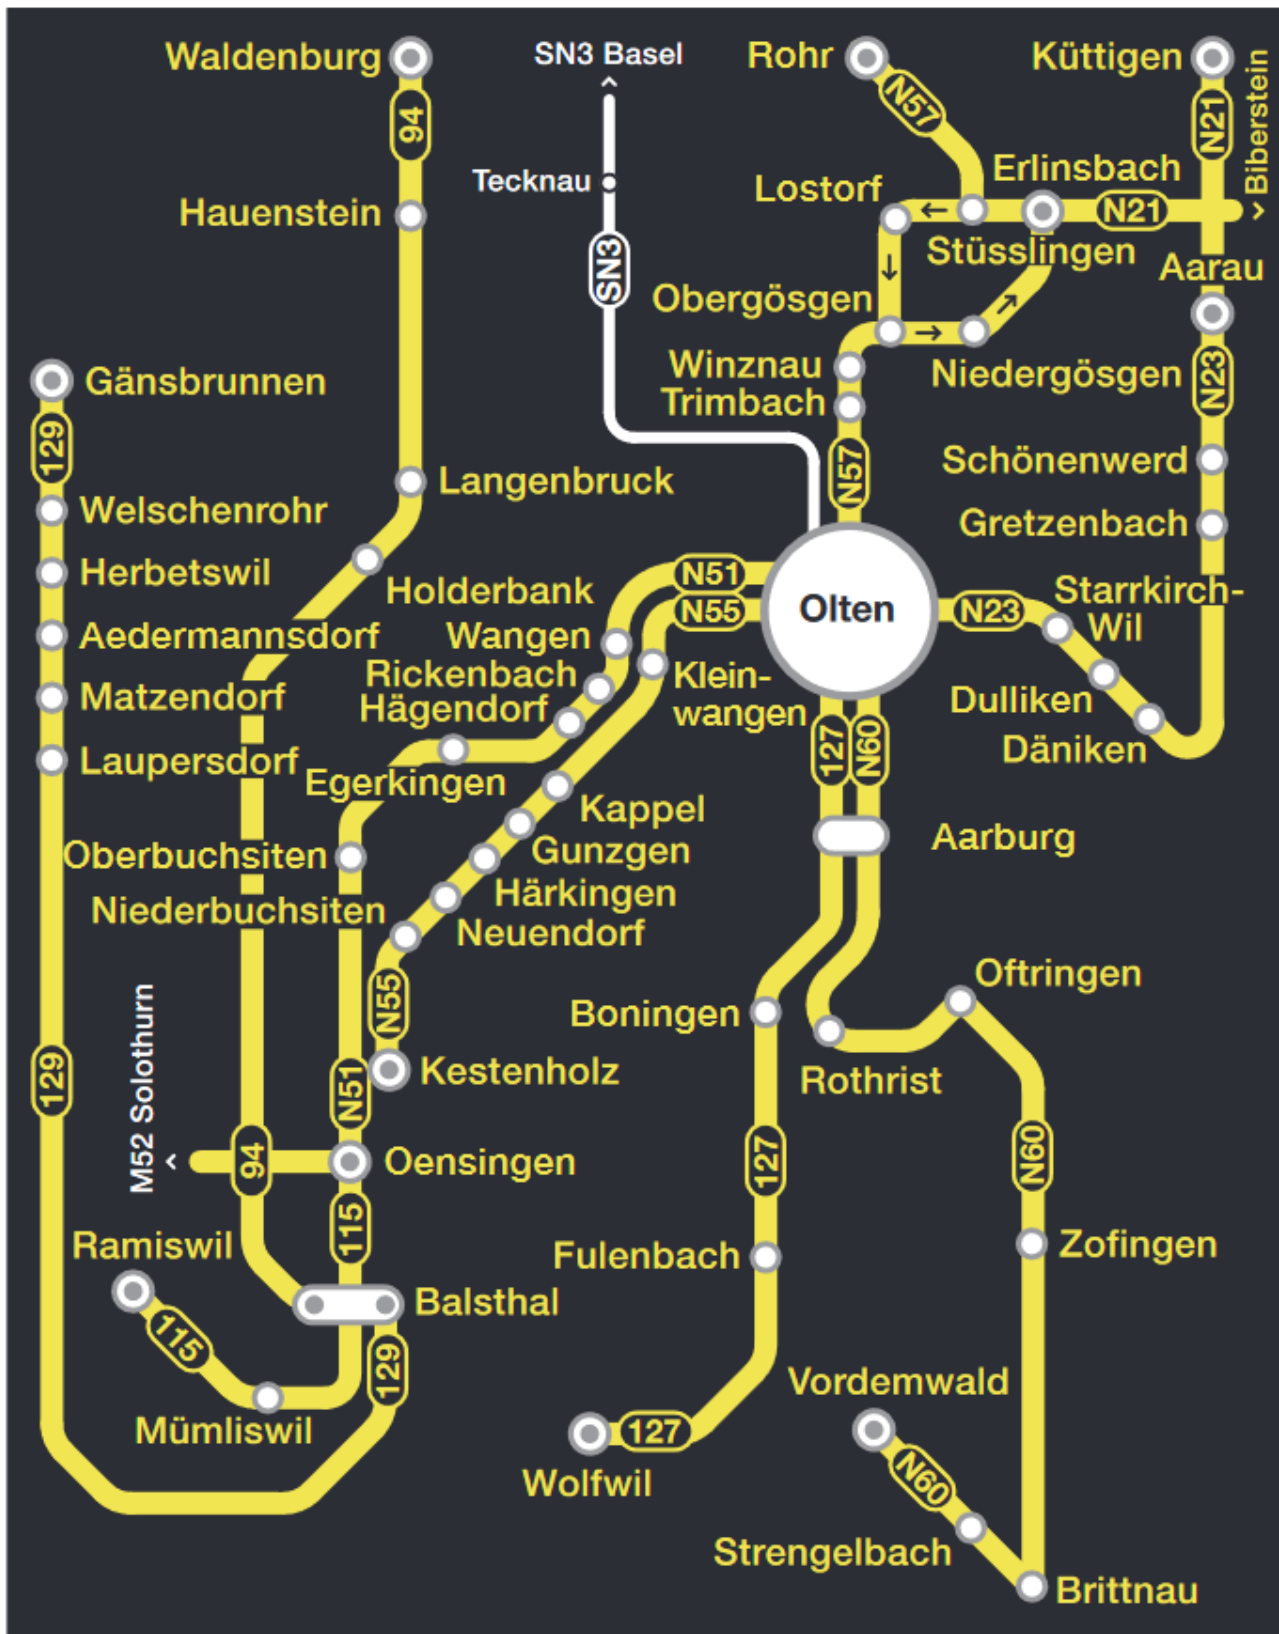 Waldenburg
SN3 Basel
Rohr
Küttigen
94
N57
N21
Biberstein
Tecknau
Erlinsbach
Lostorf
Hauenstein
N21
Stüsslingen
SN3
Aarau
Obergösgen
Winznau
Niedergösgen
N23
Gänsbrunnen
Trimbach
129
Schönenwerd
N57
Langenbruck
Welschenrohr
Gretzenbach
Herbetswil
N51
Holderbank
Starrkirch-
Wil
N55
Olten
N23
Aedermannsdorf
Wangen
Rickenbach
Klein-
wangen
Matzendorf
Hägendorf
Dulliken
Däniken
127
N60
Laupersdorf
Egerkingen
Kappel
Aarburg
Oberbuchsiten
Gunzgen
Härkingen
Niederbuchsiten
Neuendorf
Oftringen
N55
Boningen
M52 Solothurn
129
N51
Kestenholz
Rothrist
94
Oensingen
127
N60
115
Ramiswil
Fulenbach
Zofingen
Balsthal
115
129
Vordemwald
Mümliswil
127
Wolfwil
N60
Strengelbach
Brittnau